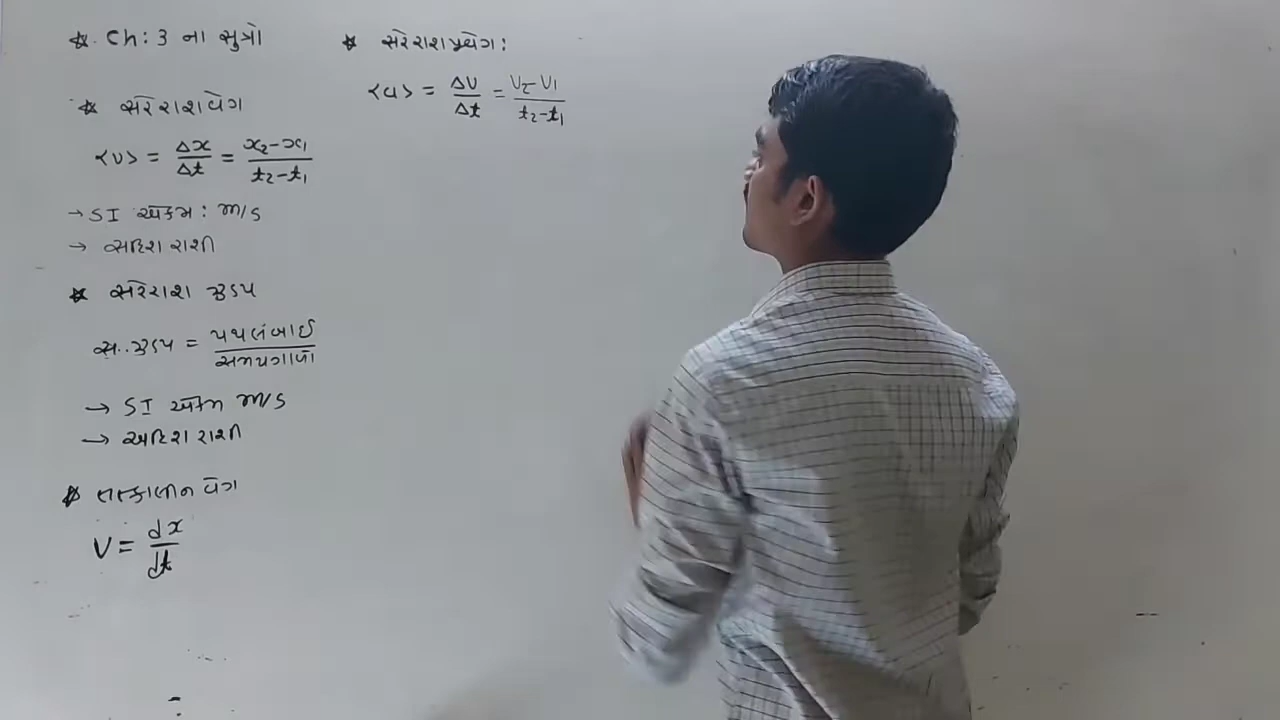 ☆ Ch: 3 ના સુત્રો
☆ સરેરાશ વેગ
<v> = Δx/Δt = x₂-x₁/t₂-t₁
→ SI એકમ : m/s
→ સદિશ રાશી
☆ સરેરાશ ઝડપ
સ..ઝડપ = પથલંબાઈ/સમયગાળો
→ SI એકમ m/s
→ અદિશ રાશી
☆ તત્કાલીન વેગ
V = dx/dt
☆ સરેરાશ પ્રવેગ :
<a> = Δv/Δt = V₂-V₁/t₂-t₁